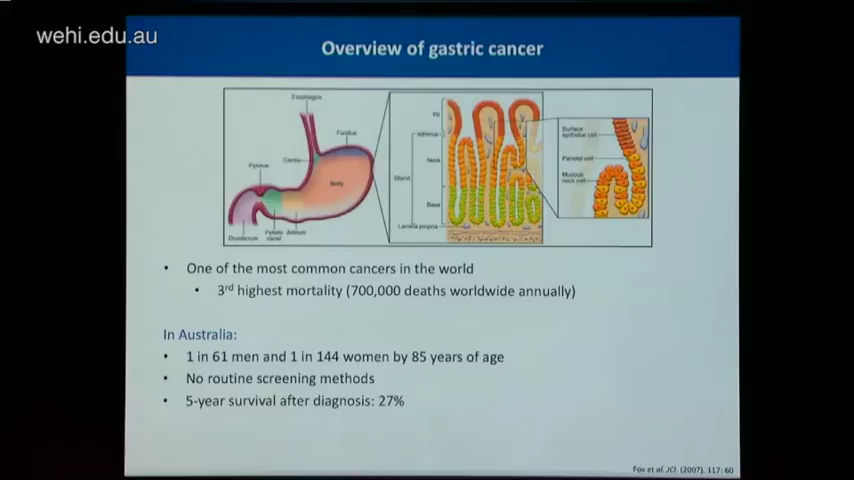 wehi.edu.au
Overview of gastric cancer
Esophagus
Fundus
Cardia
Pylorus
Body
Duodenum
Pyloric canal
Antrum
Pit
Isthmus
Neck
Gland
Base
Lamina propria
Surface
epithelial cell
Parietal cell
Mucous
neck cell
• One of the most common cancers in the world
• 3rd highest mortality (700,000 deaths worldwide annually)
In Australia:
• 1 in 61 men and 1 in 144 women by 85 years of age
• No routine screening methods
• 5-year survival after diagnosis: 27%
Fox et al. JCI. (2007). 117: 60